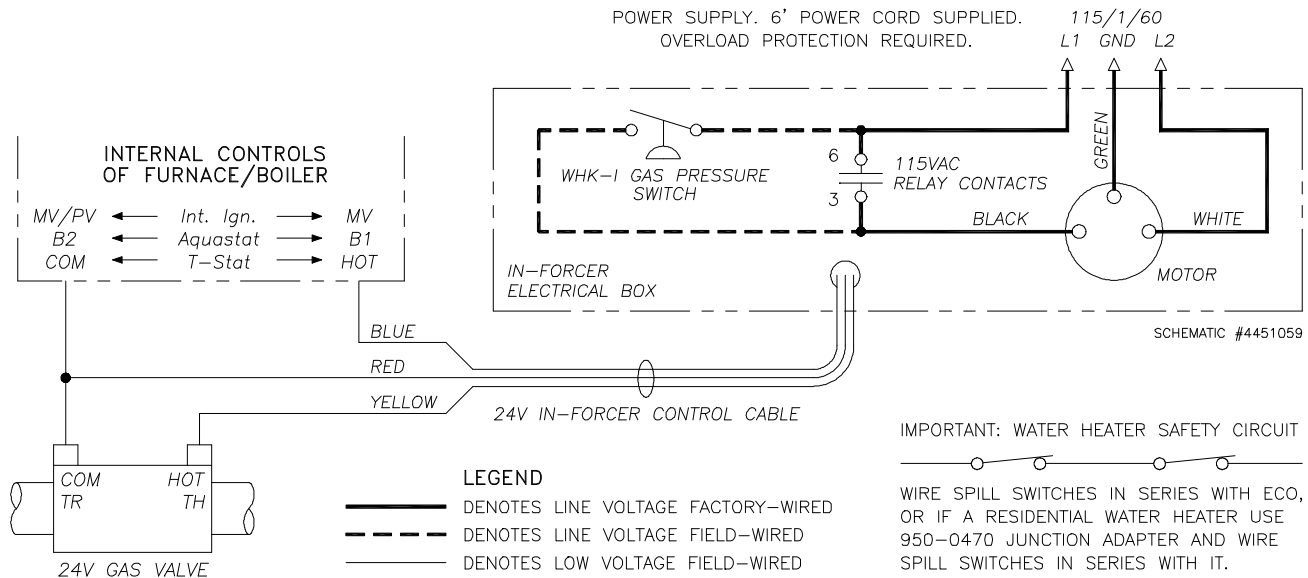 POWER SUPPLY. 6' POWER CORD SUPPLIED.
OVERLOAD PROTECTION REQUIRED.
115/1/60
L1 GND L2
INTERNAL CONTROLS
OF FURNACE/BOILER
MV/PV Int. Ign. MV
B2 Aquastat B1
COM T-Stat HOT
WHK-1 GAS PRESSURE
SWITCH
6
3
115VAC
RELAY CONTACTS
GREEN
BLACK
WHITE
MOTOR
IN-FORCER
ELECTRICAL BOX
SCHEMATIC #4451059
BLUE
RED
YELLOW
24V IN-FORCER CONTROL CABLE
COM HOT
TR TH
24V GAS VALVE
LEGEND
DENOTES LINE VOLTAGE FACTORY-WIRED
DENOTES LINE VOLTAGE FIELD-WIRED
DENOTES LOW VOLTAGE FIELD-WIRED
IMPORTANT: WATER HEATER SAFETY CIRCUIT
WIRE SPILL SWITCHES IN SERIES WITH ECO,
OR IF A RESIDENTIAL WATER HEATER USE
950-0470 JUNCTION ADAPTER AND WIRE
SPILL SWITCHES IN SERIES WITH IT.